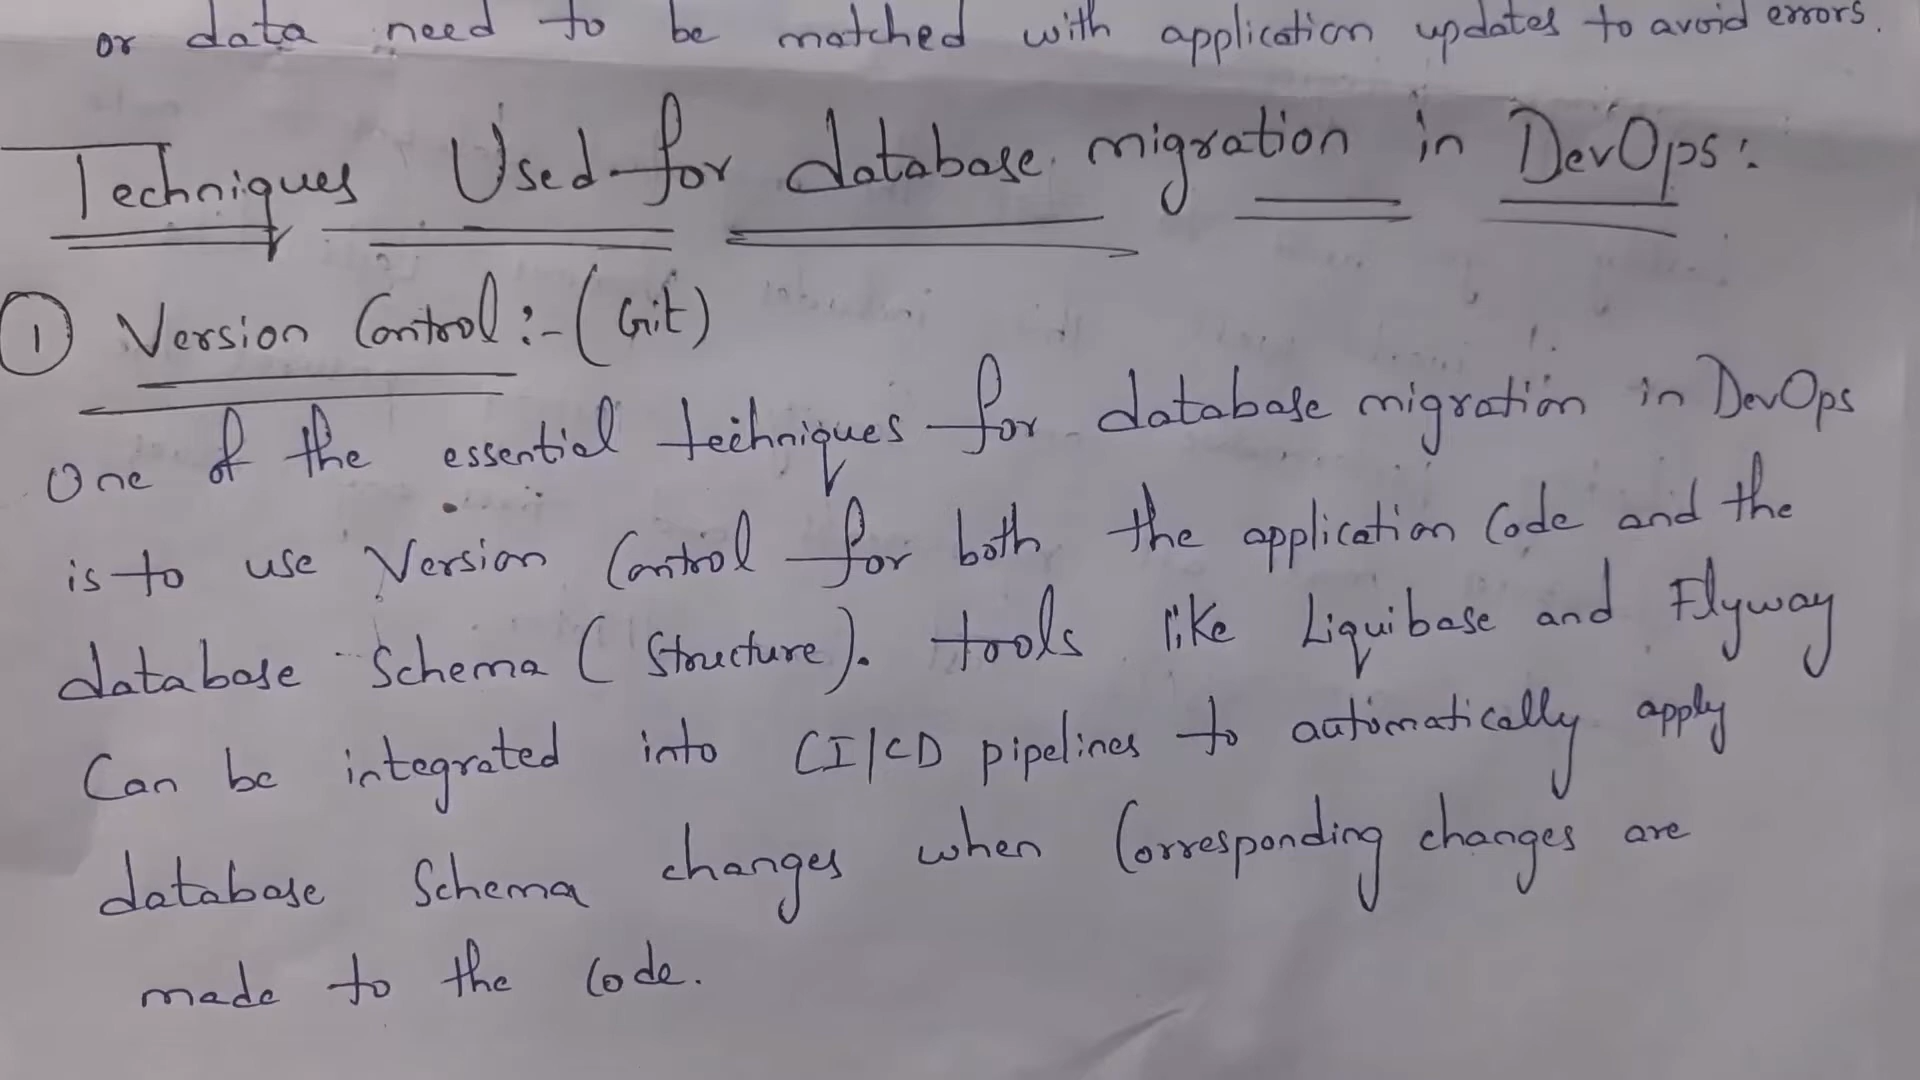 or data need to be matched with application updates to avoid errors.
Techniques Used for database migration in DevOps:
① Version Control:- (Git)
One of the essential techniques for database migration in DevOps
is to use Version Control for both the application Code and the
database Schema (Structure). tools like Liquibase and Flyway
Can be integrated into CI/CD pipelines to automatically apply
database Schema changes when Corresponding changes are
made to the Code.